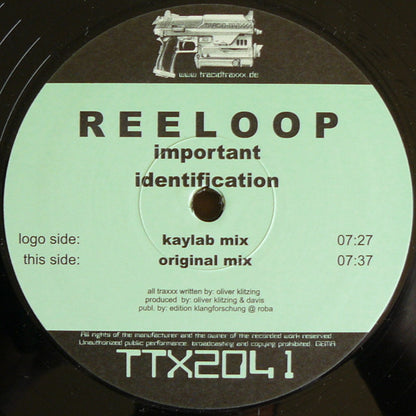 www.tracidtraxxx.de
REELOOP
important
identification
logo side: kaylab mix 07:27
this side: original mix 07:37
all traxxx written by: oliver klitzing
produced by: oliver klitzing & davis
publ. by: edition klangforschung @ roba
All rights of the manufacturer and the owner of the recorded work reserved.
Unauthorized public performance, broadcasting and copying prohibited. GEMA
TTX2041